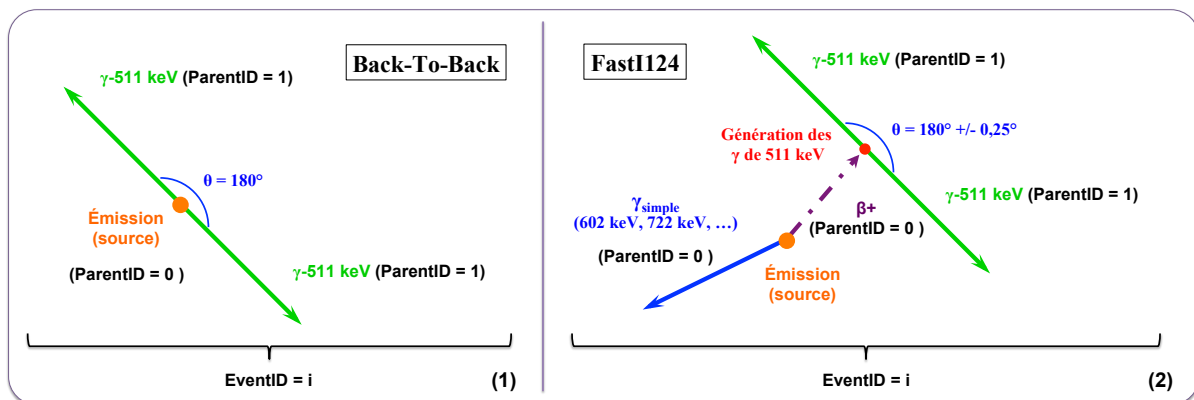 Back-To-Back
γ-511 keV (ParentID = 1)
θ = 180°
Émission
(source)
(ParentID = 0 )
γ-511 keV (ParentID = 1)
EventID = i
(1)
FastI124
γ-511 keV (ParentID = 1)
Génération des
γ de 511 keV
θ = 180° +/- 0,25°
γsimple
(602 keV, 722 keV, …)
(ParentID = 0 )
β+
(ParentID = 0 )
γ-511 keV (ParentID = 1)
Émission
(source)
EventID = i
(2)